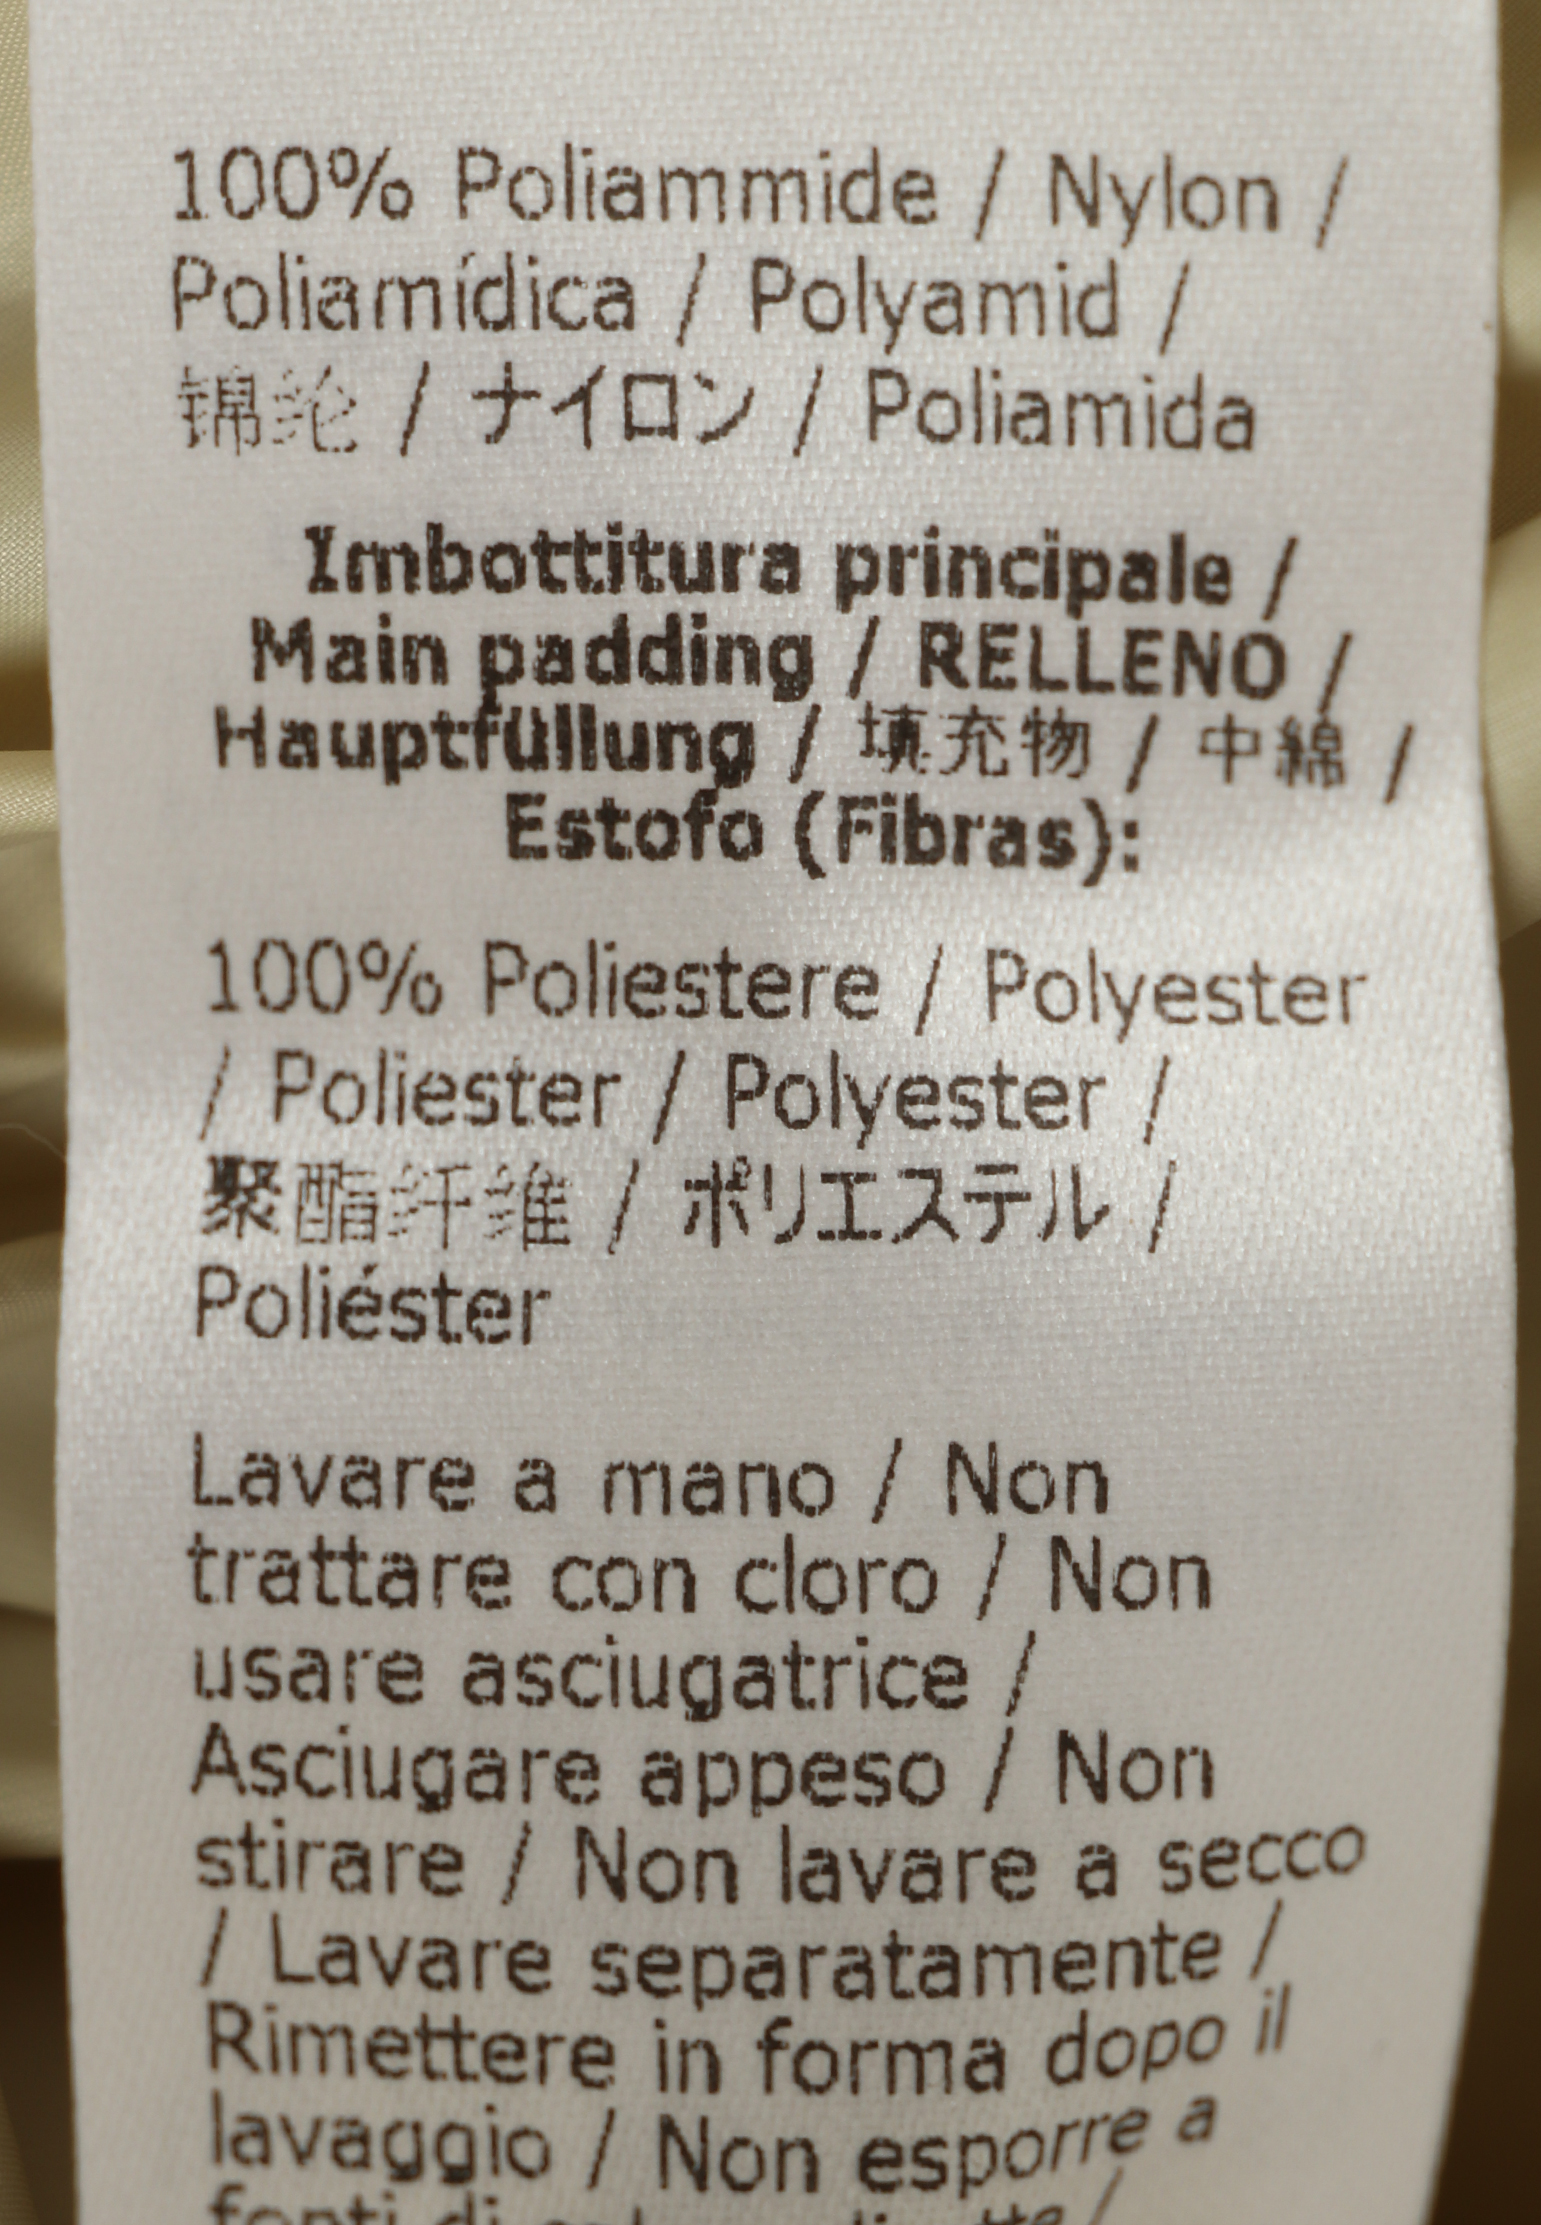 100% Poliammide / Nylon /
Poliamídica / Polyamid /
锦纶 / ナイロン / Poliamida
Imbottitura principale /
Main padding / RELLENO /
Hauptfüllung / 填充物 / 中綿 /
Estofo (Fibras):
100% Poliestere / Polyester
/ Poliester / Polyester /
聚酯纤维 / ポリエステル /
Poliéster
Lavare a mano / Non
trattare con cloro / Non
usare asciugatrice /
Asciugare appeso / Non
stirare / Non lavare a secco
/ Lavare separatamente /
Rimettere in forma dopo il
lavaggio / Non esporre a
fonti di